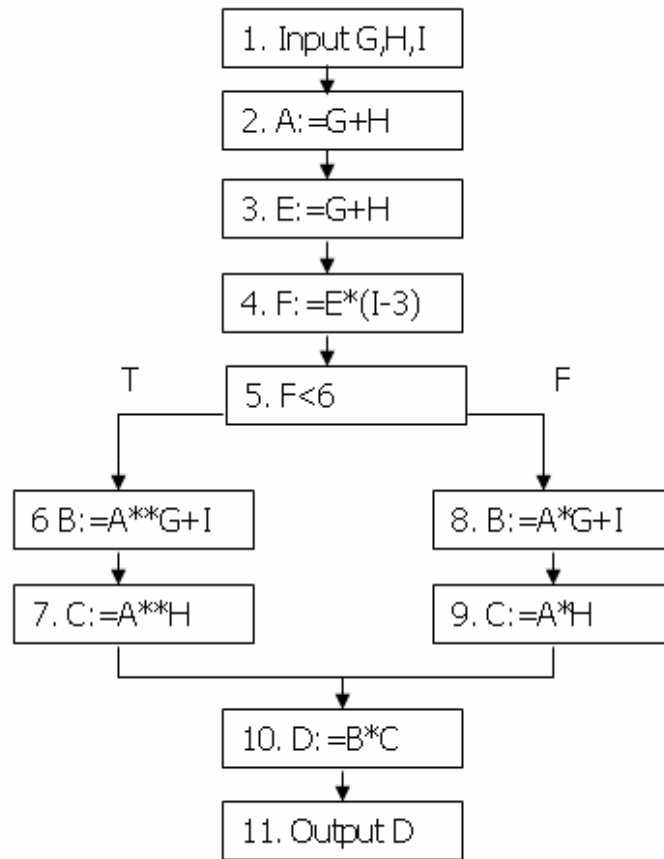 1. Input G,H,I
2. A:=G+H
3. E:=G+H
4. F:=E*(I-3)
T
5. F<6
F
6 B:=A**G+I
8. B:=A*G+I
7. C:=A**H
9. C:=A*H
10. D:=B*C
11. Output D